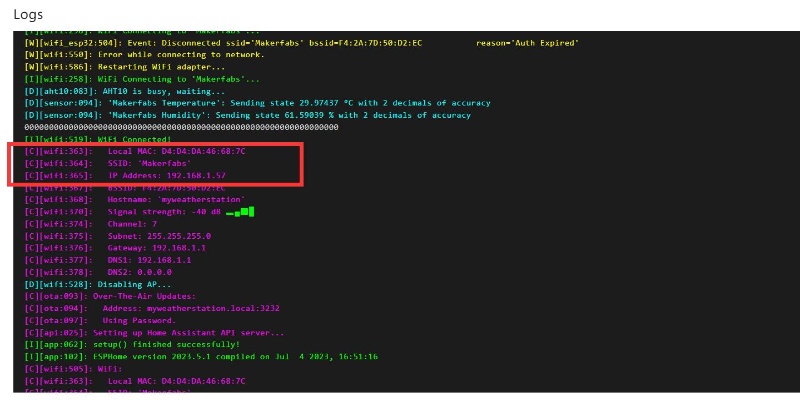 Logs
[I][wifi:258]: WiFi Connecting to 'Makerfabs'...
[W][wifi_esp32:504]: Event: Disconnected ssid='Makerfabs' bssid=F4:2A:7D:50:D2:EC reason='Auth Expired'
[W][wifi:550]: Error while connecting to network.
[W][wifi:586]: Restarting WiFi adapter...
[I][wifi:258]: WiFi Connecting to 'Makerfabs'...
[D][aht10:083]: AHT10 is busy, waiting...
[D][sensor:094]: 'Makerfabs Temperature': Sending state 29.97437 °C with 2 decimals of accuracy
[D][sensor:094]: 'Makerfabs Humidity': Sending state 61.59039 % with 2 decimals of accuracy
[I][wifi:519]: WiFi Connected!
[C][wifi:363]: Local MAC: D4:D4:DA:46:68:7C
[C][wifi:364]: SSID: 'Makerfabs'
[C][wifi:365]: IP Address: 192.168.1.57
[C][wifi:367]: BSSID: F4:2A:7D:50:D2:EC
[C][wifi:368]: Hostname: 'myweatherstation'
[C][wifi:370]: Signal strength: -40 dB
[C][wifi:374]: Channel: 7
[C][wifi:375]: Subnet: 255.255.255.0
[C][wifi:376]: Gateway: 192.168.1.1
[C][wifi:377]: DNS1: 192.168.1.1
[C][wifi:378]: DNS2: 0.0.0.0
[D][wifi:528]: Disabling AP...
[C][ota:093]: Over-The-Air Updates:
[C][ota:094]: Address: myweatherstation.local:3232
[C][ota:097]: Using Password.
[C][api:025]: Setting up Home Assistant API server...
[I][app:062]: setup() finished successfully!
[I][app:102]: ESPHome version 2023.5.1 compiled on Jul 4 2023, 16:51:16
[C][wifi:505]: WiFi:
[C][wifi:363]: Local MAC: D4:D4:DA:46:68:7C
[C][wifi:364]: SSID: 'Makerfabs'